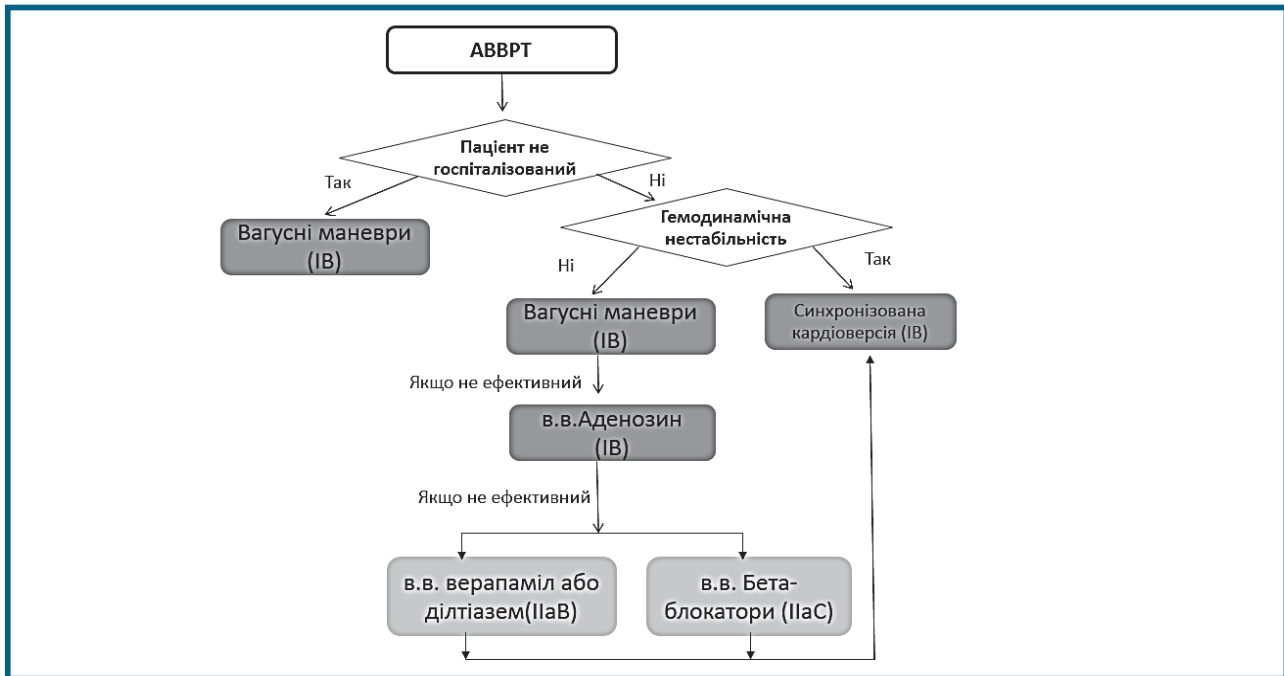 АВВРТ
Пацієнт не
госпіталізований
Так
Ні
Вагусні маневри
(IB)
Гемодинамічна
нестабільність
Ні
Так
Вагусні маневри
(IB)
Синхронізована
кардіоверсія (IB)
Якщо не ефективний
в.в.Аденозин
(IB)
Якщо не ефективний
в.в. верапаміл або
ділтіазем(IIaB)
в.в. Бета-
блокатори (IIaC)